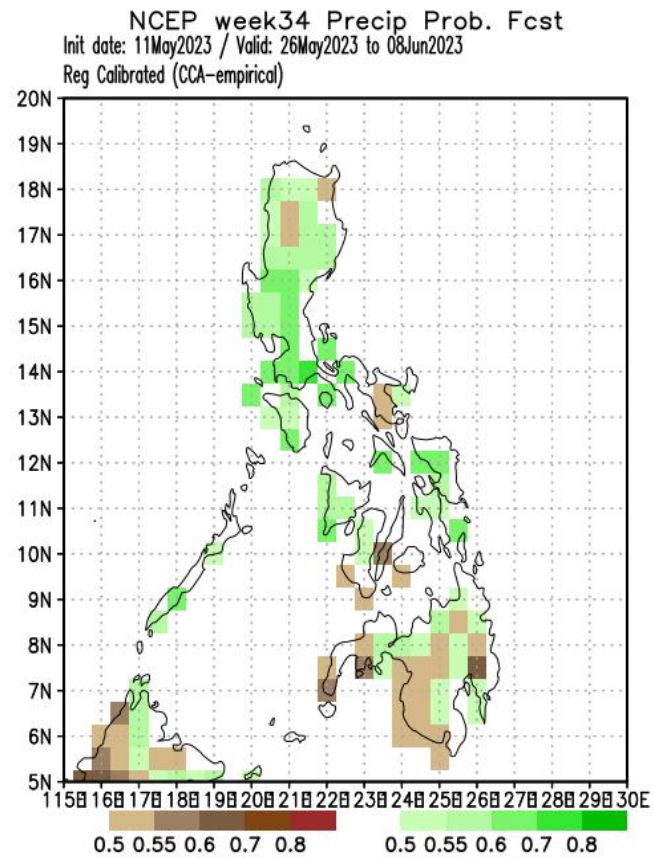 NCEP week34 Precip Prob. Fcst
Init date: 11May2023 / Valid: 26May2023 to 08Jun2023
Reg Calibrated (CCA-empirical)
20N
19N
18N
17N
16N
15N
14N
13N
12N
11N
10N
9N
8N
7N
6N
5N
115E 116E 117E 118E 119E 120E 121E 122E 123E 124E 125E 126E 127E 128E 129E 130E
0.5 0.55 0.6 0.7 0.8 0.5 0.55 0.6 0.7 0.8